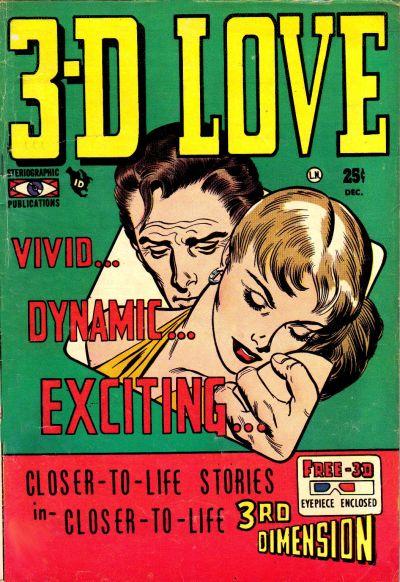 3-D LOVE
STERIOGRAPHIC
PUBLICATIONS
ID
L.M.
25¢
DEC.
VIVID...
DYNAMIC...
EXCITING...
CLOSER-TO-LIFE STORIES
in- CLOSER-TO-LIFE 3RD DIMENSION
FREE-3D
EYEPIECE ENCLOSED